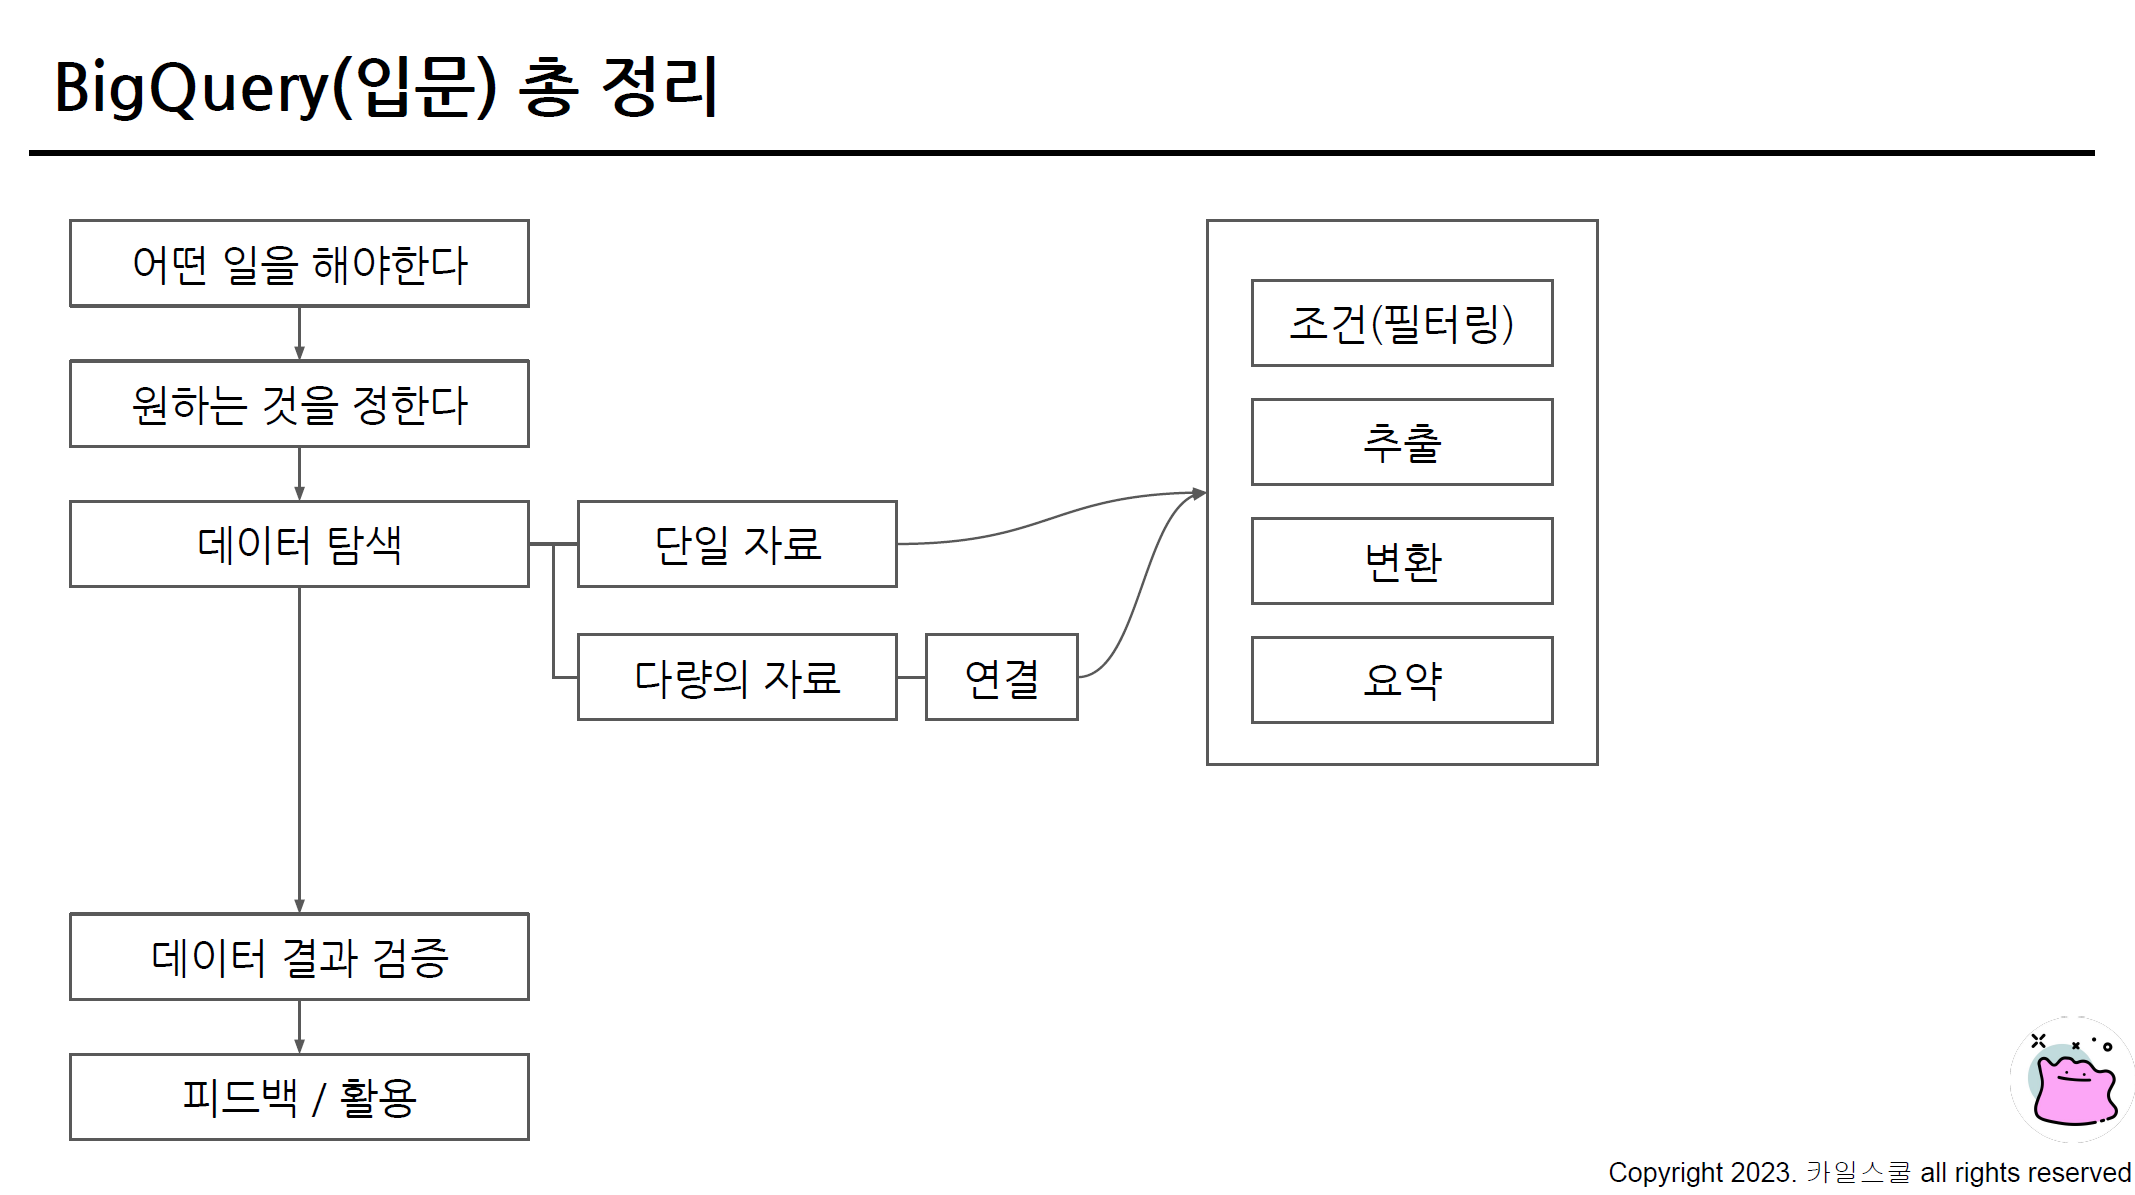 BigQuery(입문) 총 정리
어떤 일을 해야한다
원하는 것을 정한다
데이터 탐색
단일 자료
다량의 자료
연결
조건(필터링)
추출
변환
요약
데이터 결과 검증
피드백 / 활용
Copyright 2023. 카일스쿨 all rights reserved